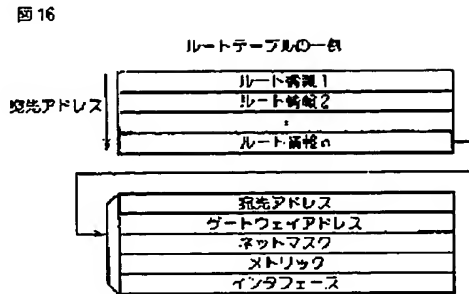 図16
ルートテーブルの一例
宛先アドレス
ルート情報1
ルート情報2
ルート情報n
宛先アドレス
ゲートウェイアドレス
ネットマスク
メトリック
インタフェース